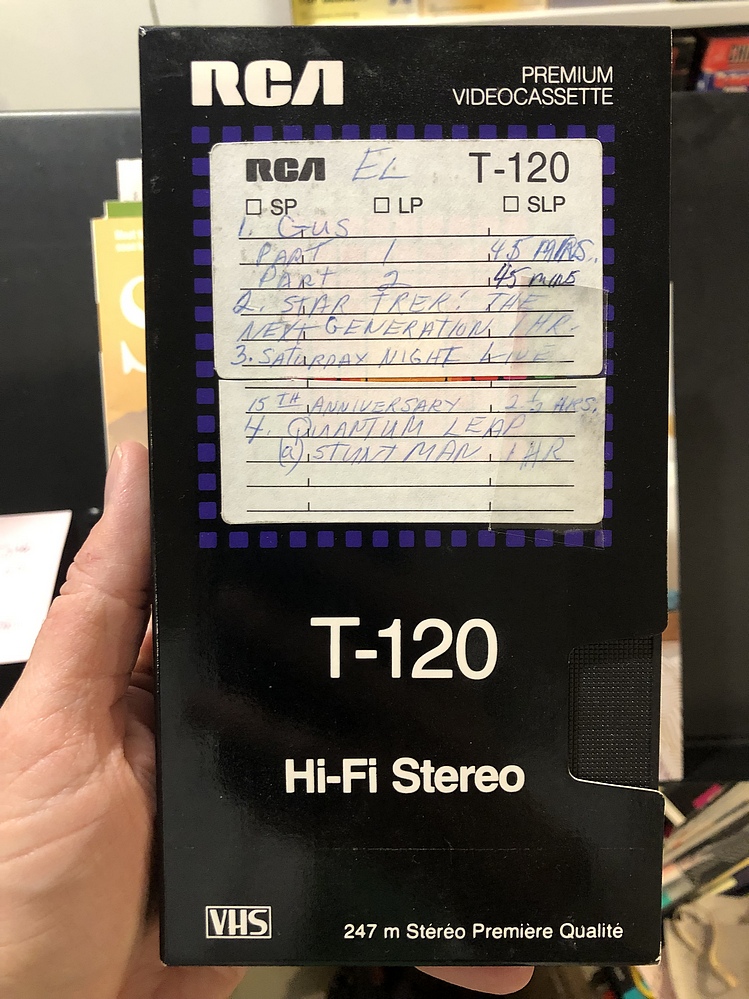 RCA
PREMIUM
VIDEOCASSETTE
RCA EL T-120
SP LP SLP
1. GUS
PART 1 45 MINS.
PART 2 45 mins
2. STAR TREK: THE
NEXT GENERATION 1 HR.
3. SATURDAY NIGHT LIVE
15TH ANNIVERSARY 2½ HRS.
4. QUANTUM LEAP
(a) STUNTMAN 1 HR
T-120
Hi-Fi Stereo
VHS
247 m Stéréo Première Qualité